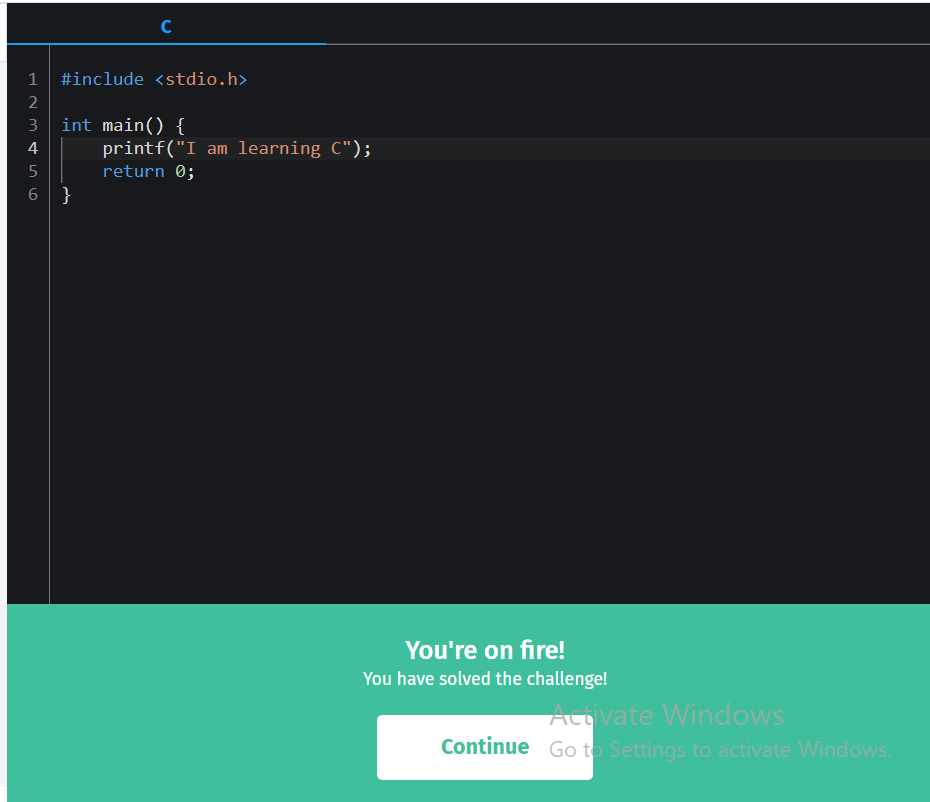 C
1 #include <stdio.h>
2
3 int main() {
4 printf("I am learning C");
5 return 0;
6 }
You're on fire!
You have solved the challenge!
Activate Windows
Continue
Go to Settings to activate Windows.